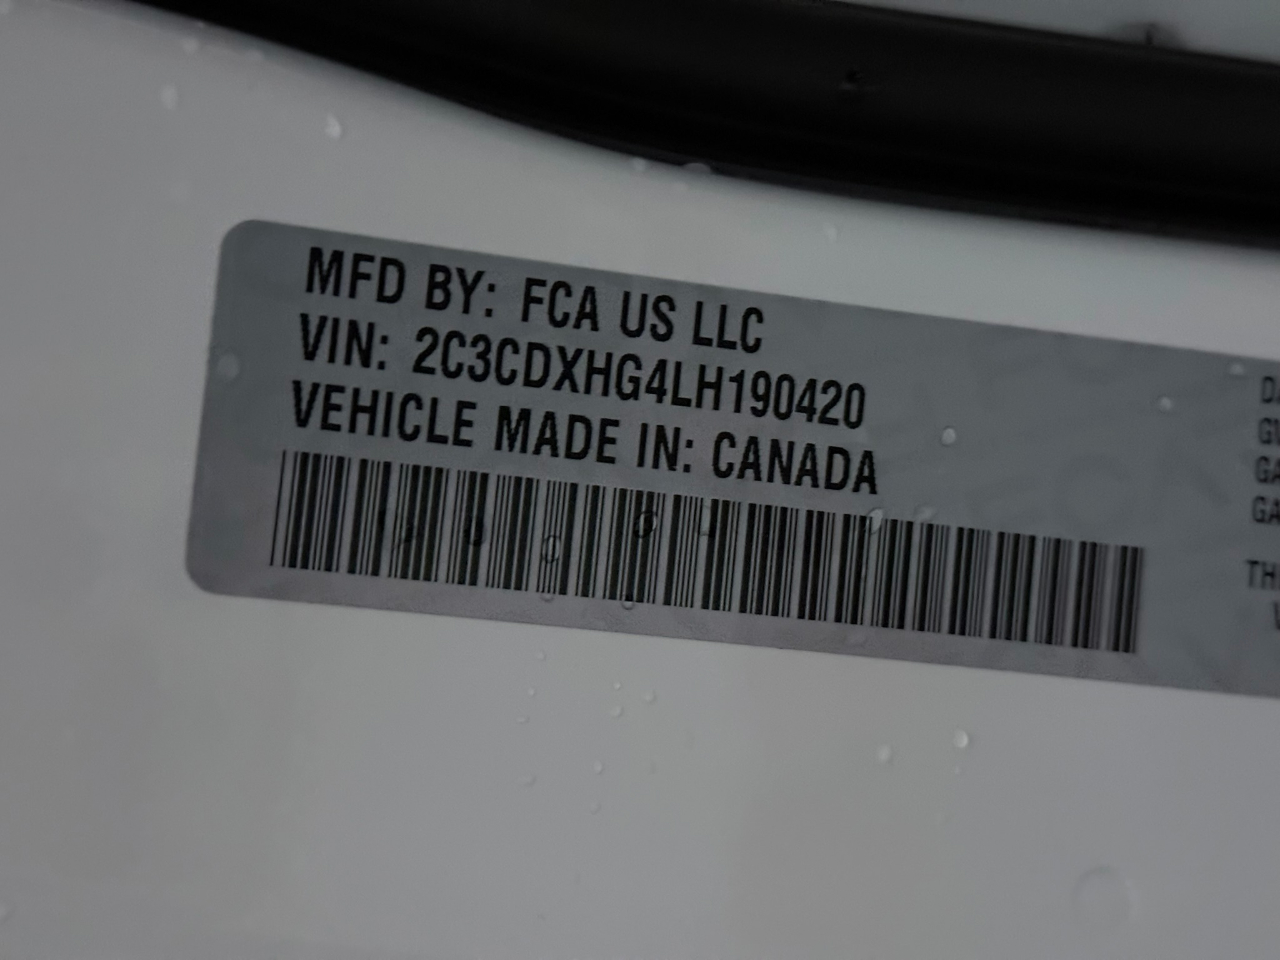 MFD BY: FCA US LLC
VIN: 2C3CDXHG4LH190420
VEHICLE MADE IN: CANADA